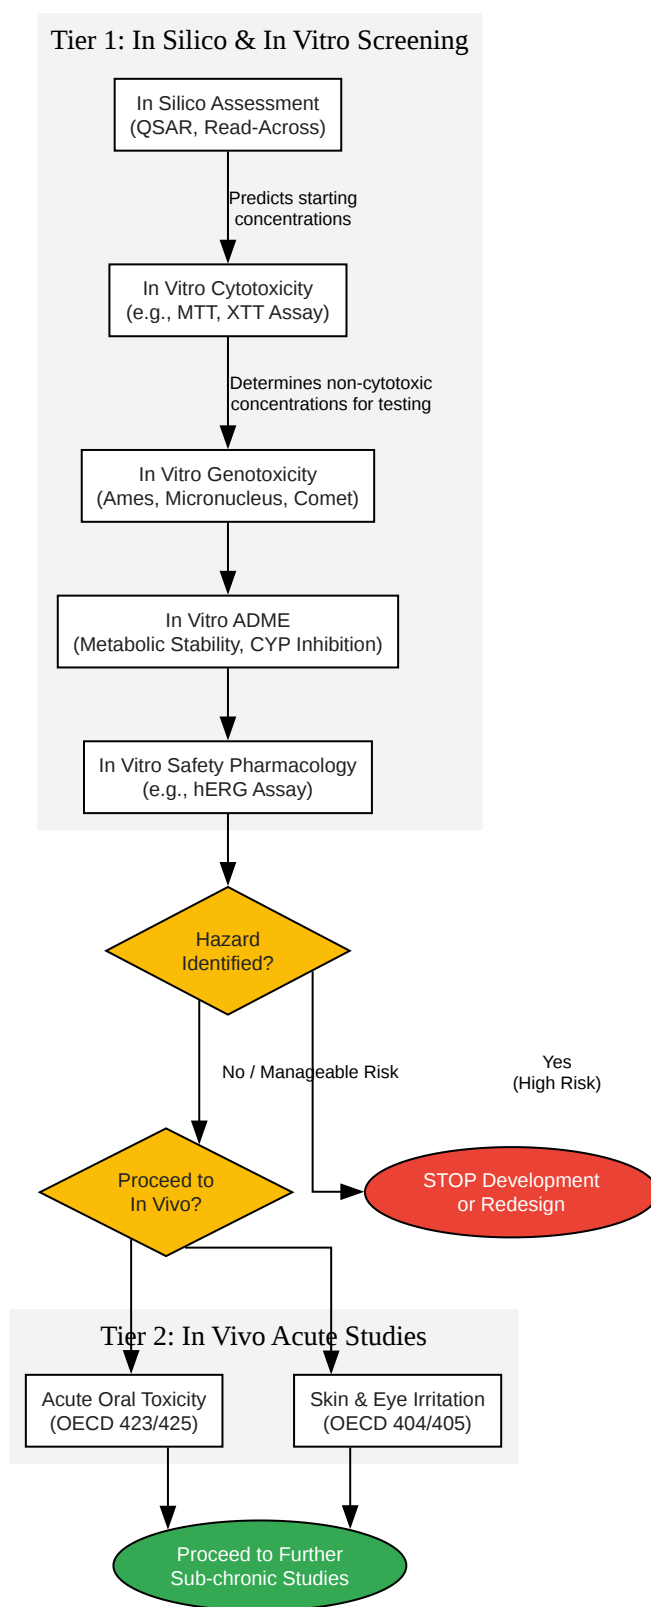 Tier 1: In Silico & In Vitro Screening
In Silico Assessment
(QSAR, Read-Across)
Predicts starting
concentrations
In Vitro Cytotoxicity
(e.g., MTT, XTT Assay)
Determines non-cytotoxic
concentrations for testing
In Vitro Genotoxicity
(Ames, Micronucleus, Comet)
In Vitro ADME
(Metabolic Stability, CYP Inhibition)
In Vitro Safety Pharmacology
(e.g., hERG Assay)
Hazard
Identified?
No / Manageable Risk
Yes
(High Risk)
Proceed to
In Vivo?
STOP Development
or Redesign
Tier 2: In Vivo Acute Studies
Acute Oral Toxicity
(OECD 423/425)
Skin & Eye Irritation
(OECD 404/405)
Proceed to Further
Sub-chronic Studies